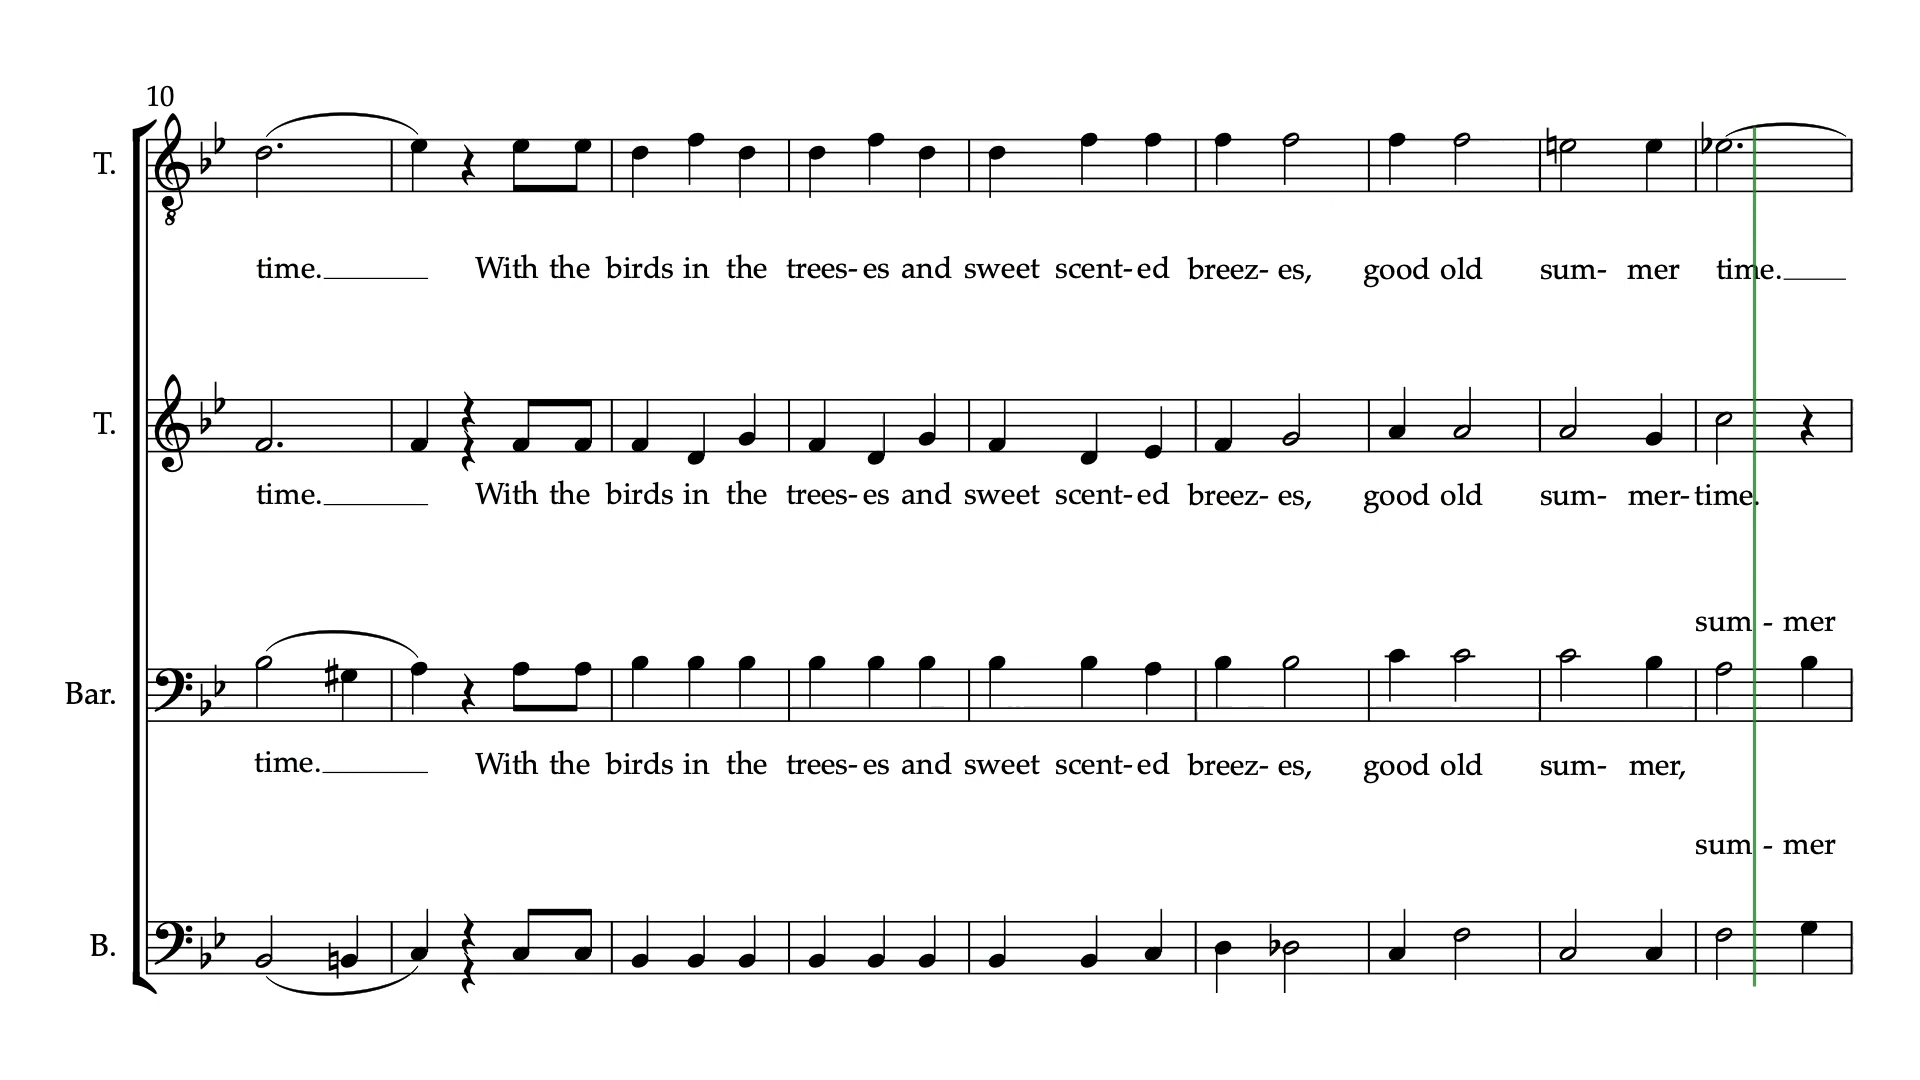 10
T.
8
time. With the birds in the trees- es and sweet scent- ed breez- es, good old sum- mer time.
T.
time. With the birds in the trees- es and sweet scent- ed breez- es, good old sum- mer- time.
sum - mer
Bar.
time. With the birds in the trees- es and sweet scent- ed breez- es, good old sum- mer,
sum - mer
B.